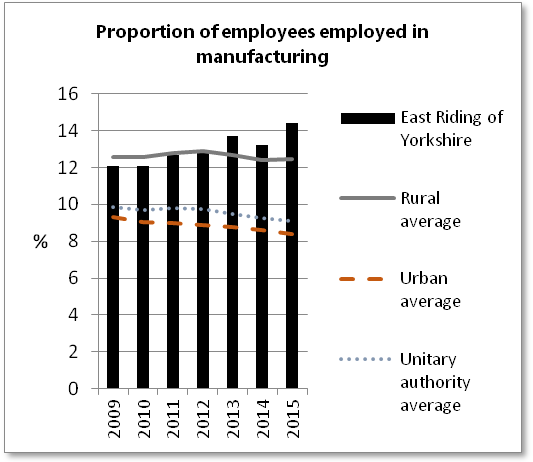 Proportion of employees employed in
manufacturing
16
14
12
10
8
6
4
2
0
%
2009
2010
2011
2012
2013
2014
2015
East Riding of
Yorkshire
Rural
average
Urban
average
Unitary
authority
average